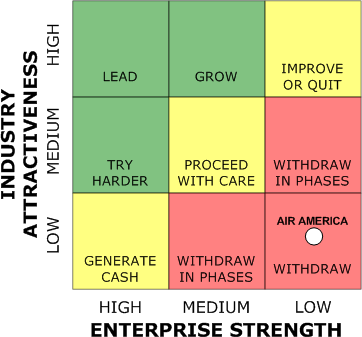 INDUSTRY
ATTRACTIVENESS
HIGH
MEDIUM
LOW
LEAD
GROW
IMPROVE
OR QUIT
TRY
HARDER
PROCEED
WITH CARE
WITHDRAW
IN PHASES
GENERATE
CASH
WITHDRAW
IN PHASES
AIR AMERICA
WITHDRAW
HIGH
MEDIUM
LOW
ENTERPRISE STRENGTH